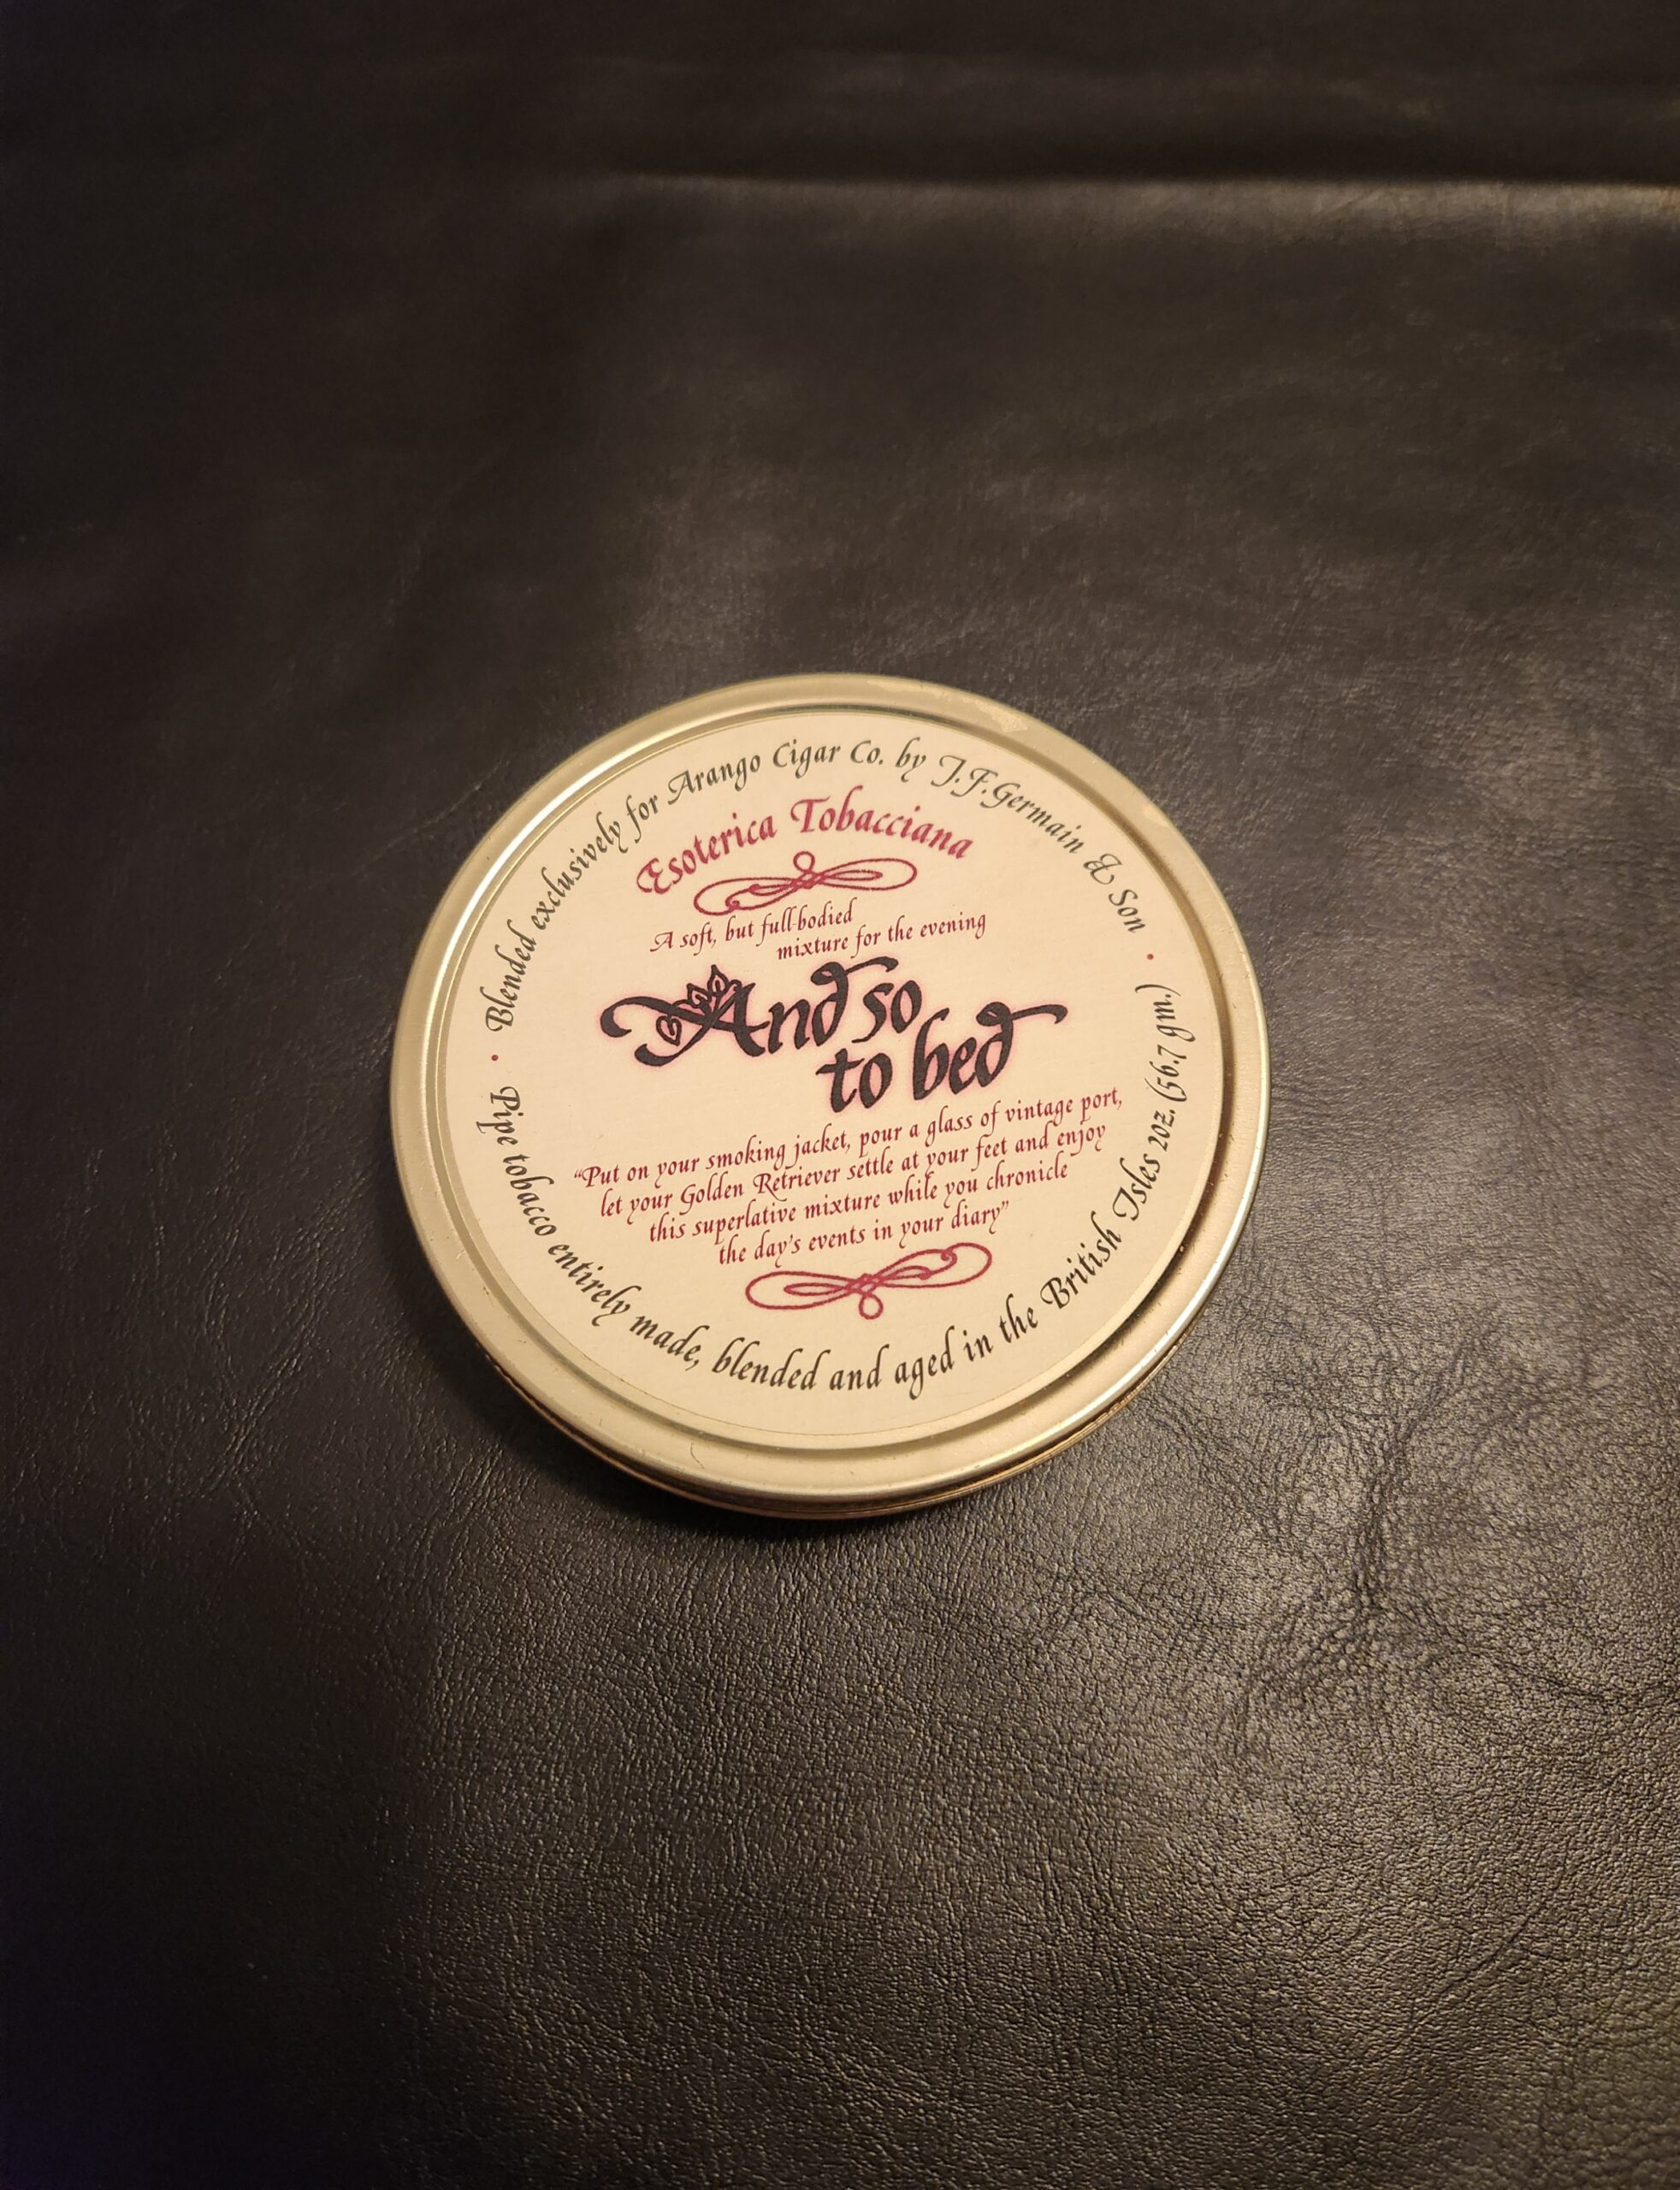 Blended exclusively for Arango Cigar Co. by J.F.Germain & Son
Esoterica Tobacciana
A soft, but full-bodied
mixture for the evening
And so
to bed
“Put on your smoking jacket, pour a glass of vintage port,
let your Golden Retriever settle at your feet and enjoy
this superlative mixture while you chronicle
the day's events in your diary”
Pipe tobacco entirely made, blended and aged in the British Isles 2oz. (56.7 gm.)